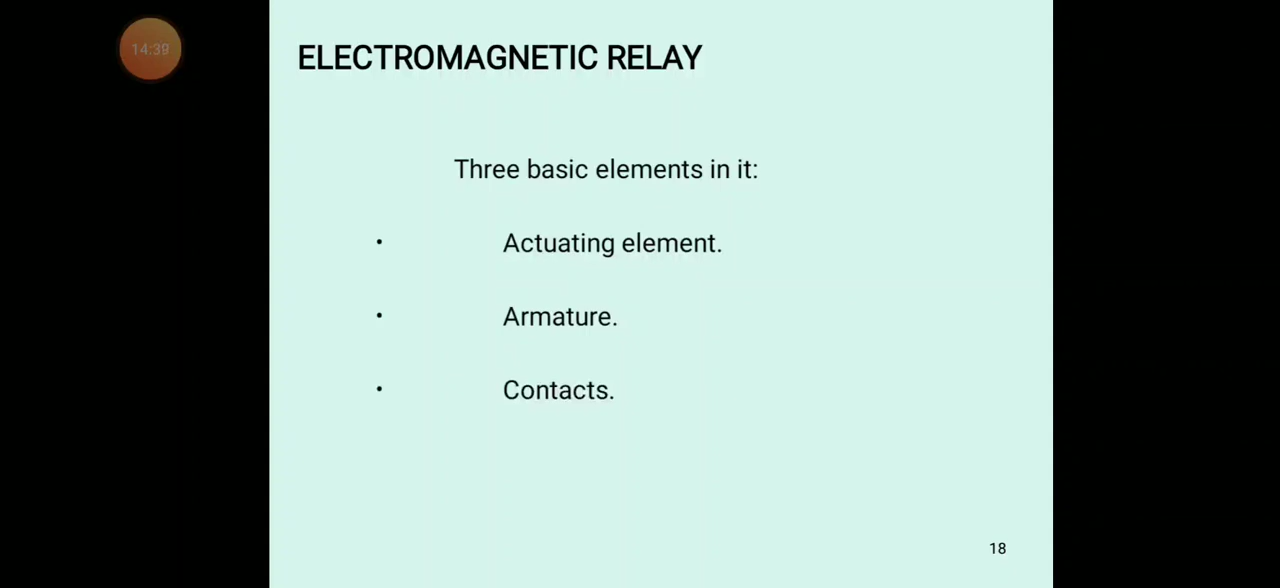 14:39
ELECTROMAGNETIC RELAY
Three basic elements in it:
• Actuating element.
• Armature.
• Contacts.
18